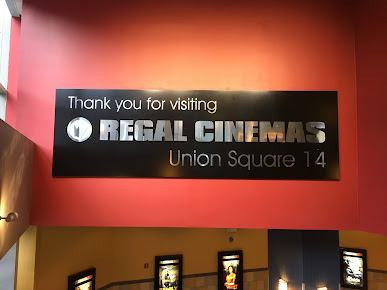 Thank you for visiting
REGAL CINEMAS
Union Square 14